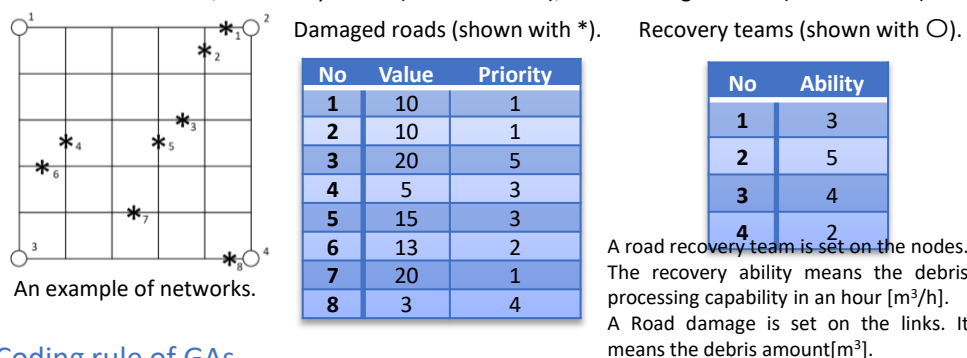 Damaged roads (shown with *).
Recovery teams (shown with ○).
1
2
*1
*2
*3
*4
*5
*6
*7
*8
3
4
An example of networks.
No Value Priority
1 10 1
2 10 1
3 20 5
4 5 3
5 15 3
6 13 2
7 20 1
8 3 4
No Ability
1 3
2 5
3 4
4 2
A road recovery team is set on the nodes.
The recovery ability means the debris
processing capability in an hour [m³/h].
A Road damage is set on the links. It
means the debris amount[m³].
Coding rule of GAs